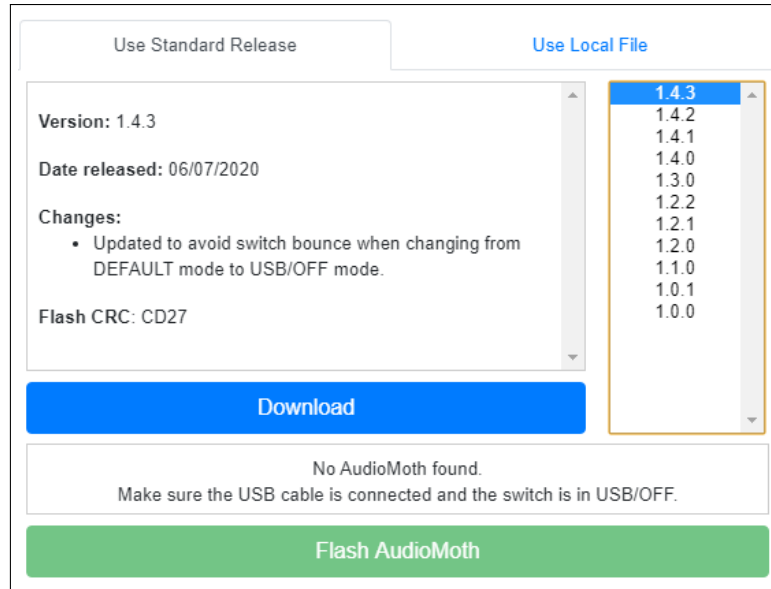 Use Standard Release
Use Local File
Version: 1.4.3
Date released: 06/07/2020
Changes:
• Updated to avoid switch bounce when changing from
DEFAULT mode to USB/OFF mode.
Flash CRC: CD27
1.4.3
1.4.2
1.4.1
1.4.0
1.3.0
1.2.2
1.2.1
1.2.0
1.1.0
1.0.1
1.0.0
Download
No AudioMoth found.
Make sure the USB cable is connected and the switch is in USB/OFF.
Flash AudioMoth